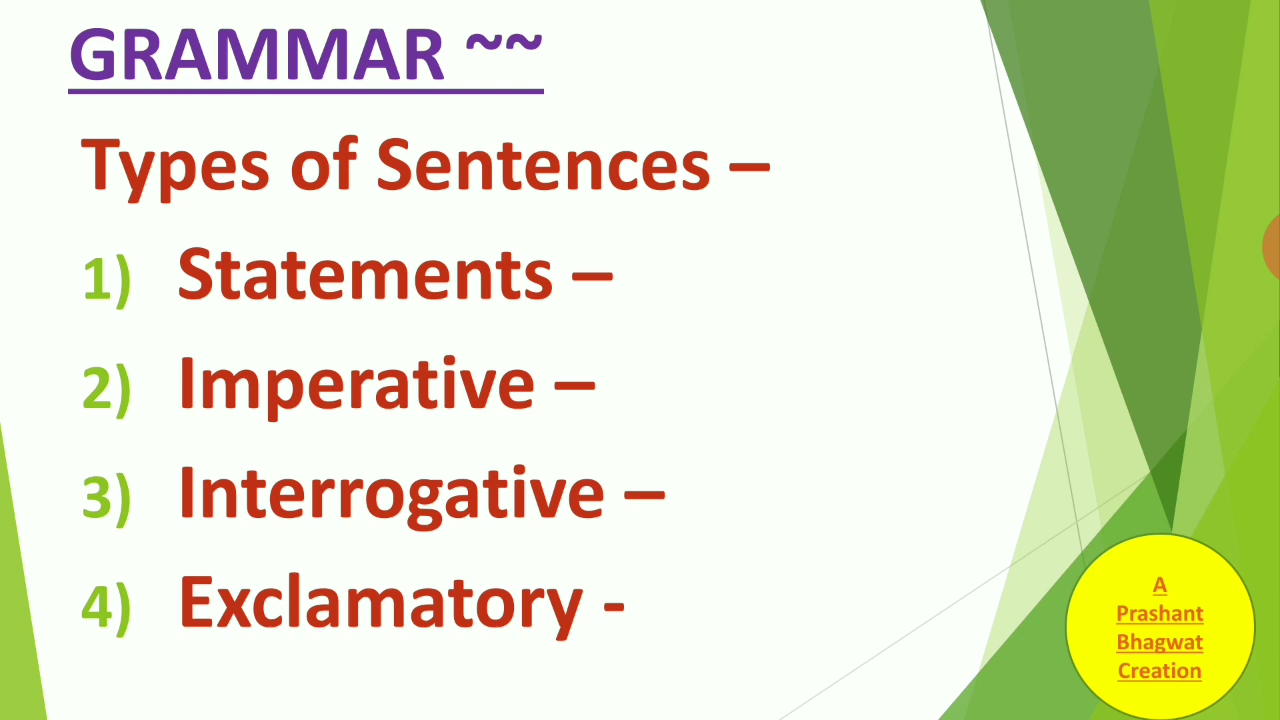 GRAMMAR ~~
Types of Sentences –
1) Statements –
2) Imperative –
3) Interrogative –
4) Exclamatory -
A
Prashant
Bhagwat
Creation